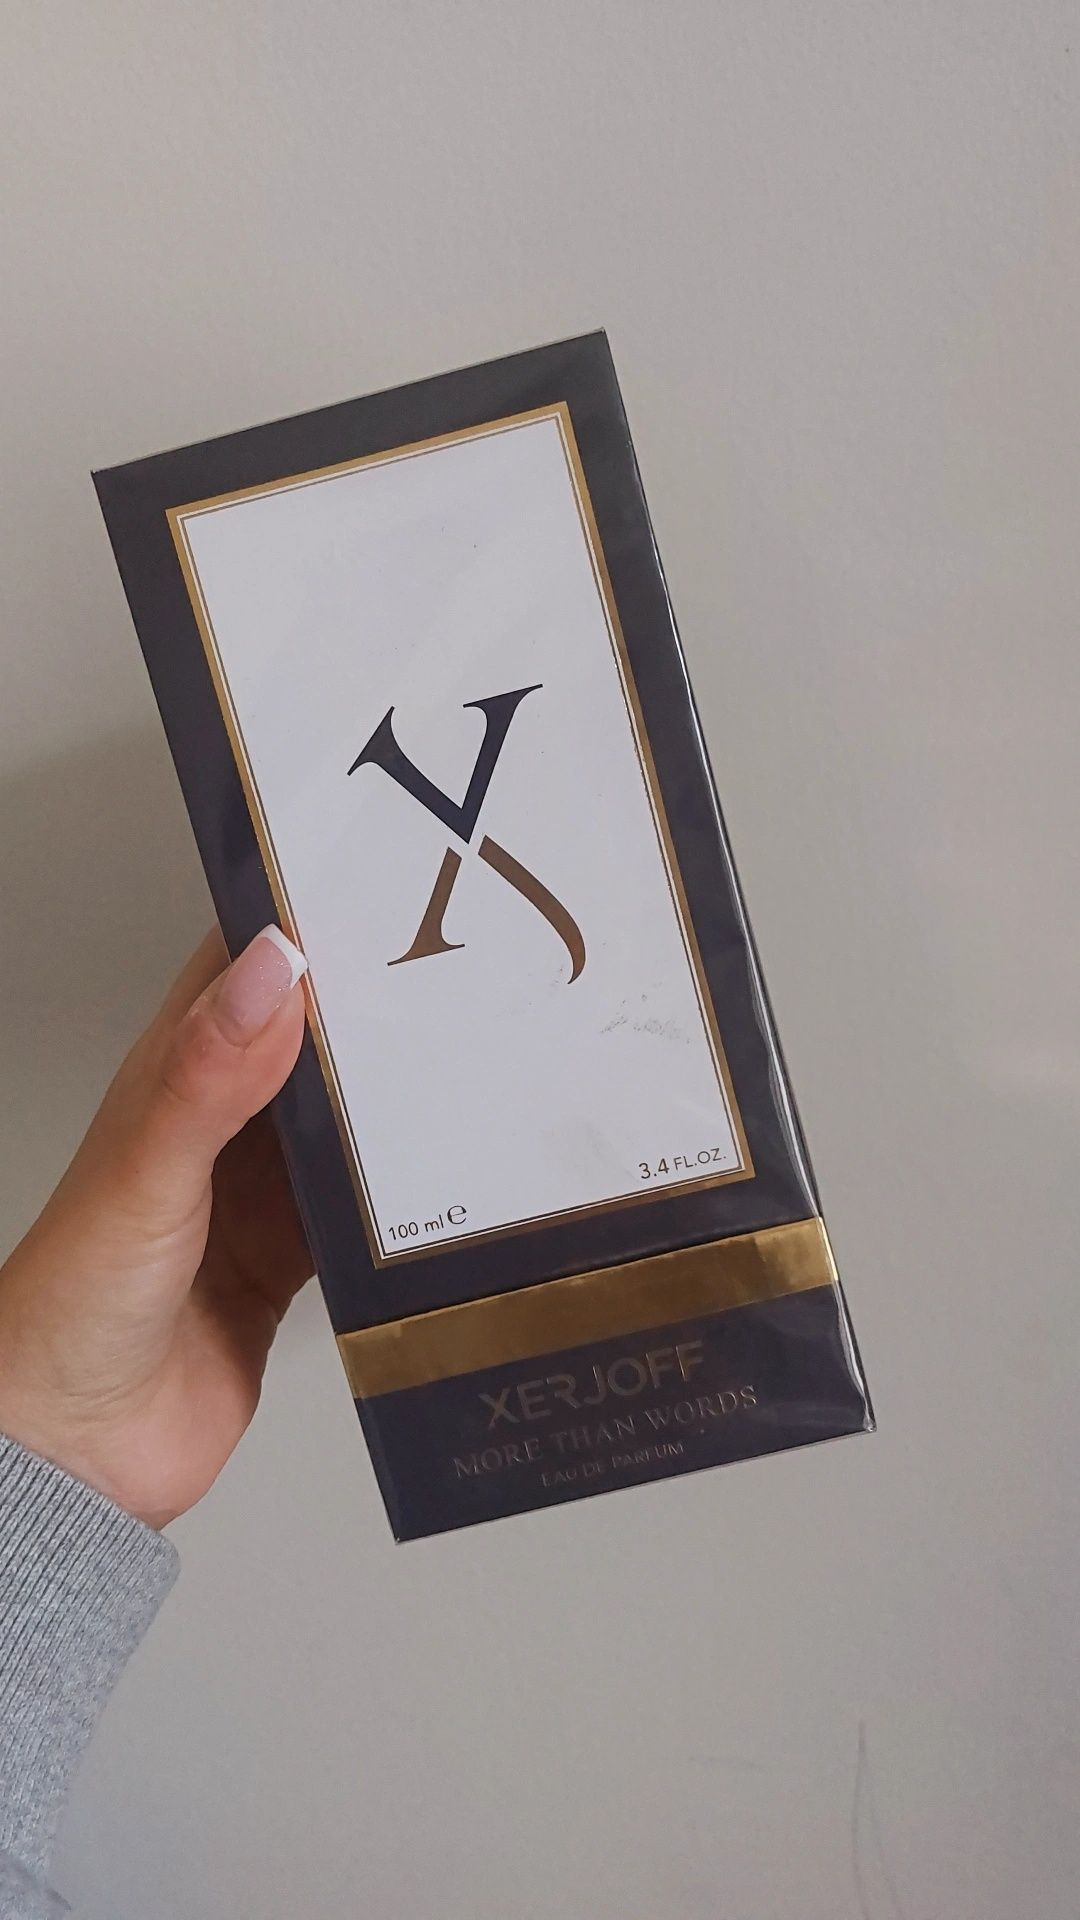 X
100 ml ℮
3.4 FL.OZ.
XERJOFF
MORE THAN WORDS
EAU DE PARFUM